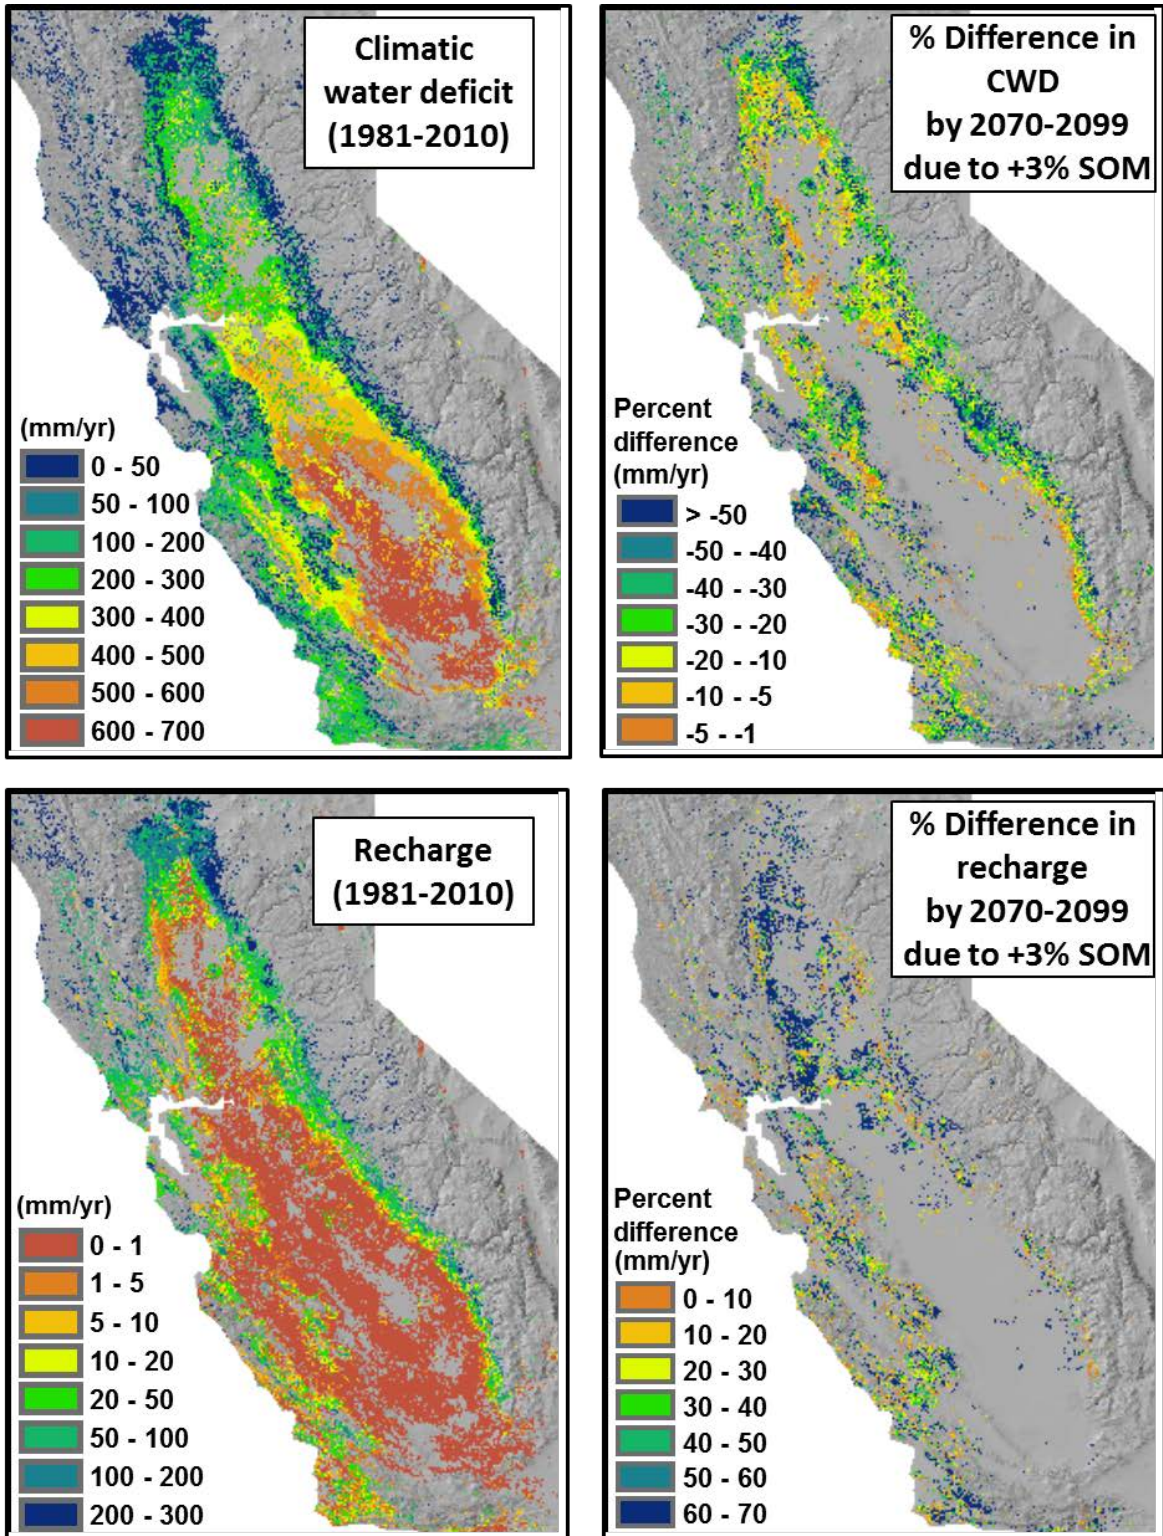 Climatic
water deficit
(1981-2010)
(mm/yr)
0 - 50
50 - 100
100 - 200
200 - 300
300 - 400
400 - 500
500 - 600
600 - 700
% Difference in
CWD
by 2070-2099
due to +3% SOM
Percent
difference
(mm/yr)
> -50
-50 - -40
-40 - -30
-30 - -20
-20 - -10
-10 - -5
-5 - -1
Recharge
(1981-2010)
(mm/yr)
0 - 1
1 - 5
5 - 10
10 - 20
20 - 50
50 - 100
100 - 200
200 - 300
% Difference in
recharge
by 2070-2099
due to +3% SOM
Percent
difference
(mm/yr)
0 - 10
10 - 20
20 - 30
30 - 40
40 - 50
50 - 60
60 - 70